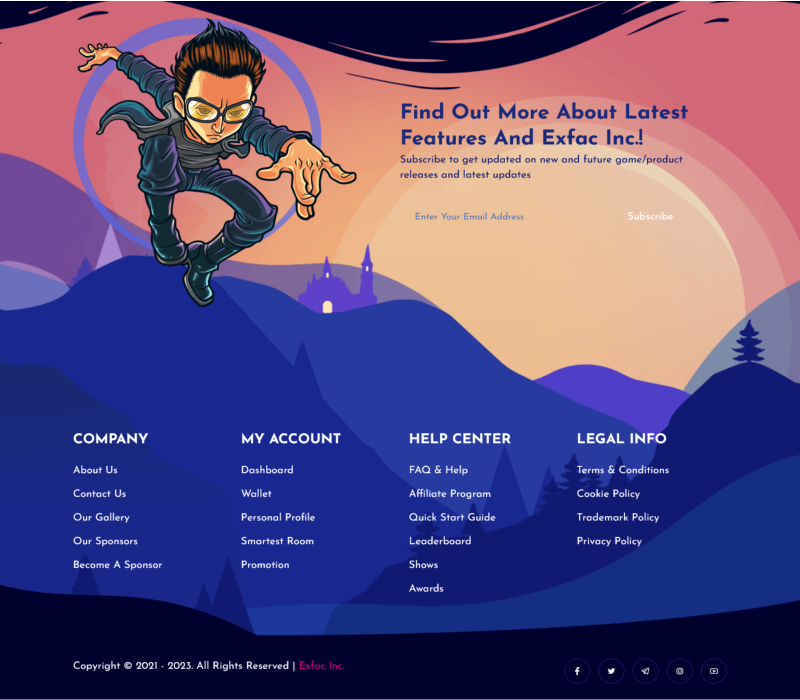 Find Out More About Latest
Features And Exfac Inc.!
Subscribe to get updated on new and future game/product
releases and latest updates
Enter Your Email Address
Subscribe
COMPANY
About Us
Contact Us
Our Gallery
Our Sponsors
Become A Sponsor
MY ACCOUNT
Dashboard
Wallet
Personal Profile
Smartest Room
Promotion
HELP CENTER
FAQ & Help
Affiliate Program
Quick Start Guide
Leaderboard
Shows
Awards
LEGAL INFO
Terms & Conditions
Cookie Policy
Trademark Policy
Privacy Policy
Copyright © 2021 - 2023. All Rights Reserved | Exfac Inc.